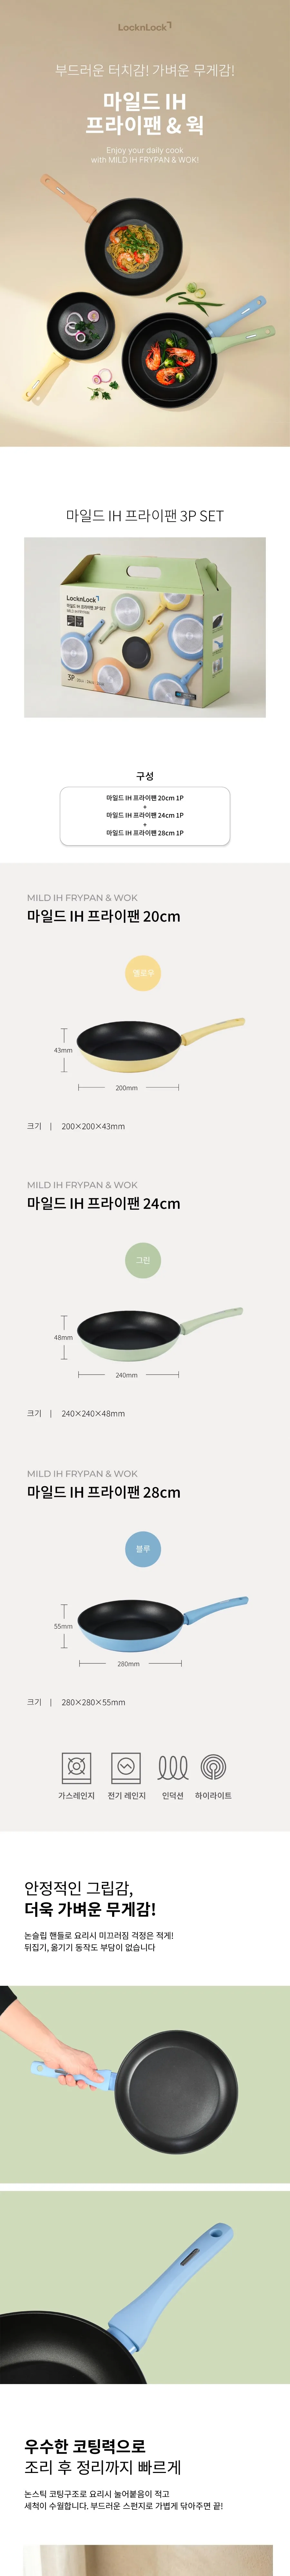 LocknLock
부드러운 터치감! 가벼운 무게감!
마일드 IH
프라이팬 & 웍
Enjoy your daily cook
with MILD IH FRYPAN & WOK!
마일드 IH 프라이팬 3P SET
LocknLock
마일드 IH 프라이팬 3P SET
MILD IH FRYPAN
3P
구성
마일드 IH 프라이팬 20cm 1P
+
마일드 IH 프라이팬 24cm 1P
+
마일드 IH 프라이팬 28cm 1P
MILD IH FRYPAN & WOK
마일드 IH 프라이팬 20cm
옐로우
43mm
200mm
크기 | 200×200×43mm
MILD IH FRYPAN & WOK
마일드 IH 프라이팬 24cm
그린
48mm
240mm
크기 | 240×240×48mm
MILD IH FRYPAN & WOK
마일드 IH 프라이팬 28cm
블루
55mm
280mm
크기 | 280×280×55mm
가스레인지 전기 레인지 인덕션 하이라이트
안정적인 그립감,
더욱 가벼운 무게감!
논슬립 핸들로 요리시 미끄러짐 걱정은 적게!
뒤집기, 옮기기 동작도 부담이 없습니다
우수한 코팅력으로
조리 후 정리까지 빠르게
논스틱 코팅구조로 요리시 눌어붙음이 적고
세척이 수월합니다. 부드러운 스펀지로 가볍게 닦아주면 끝!